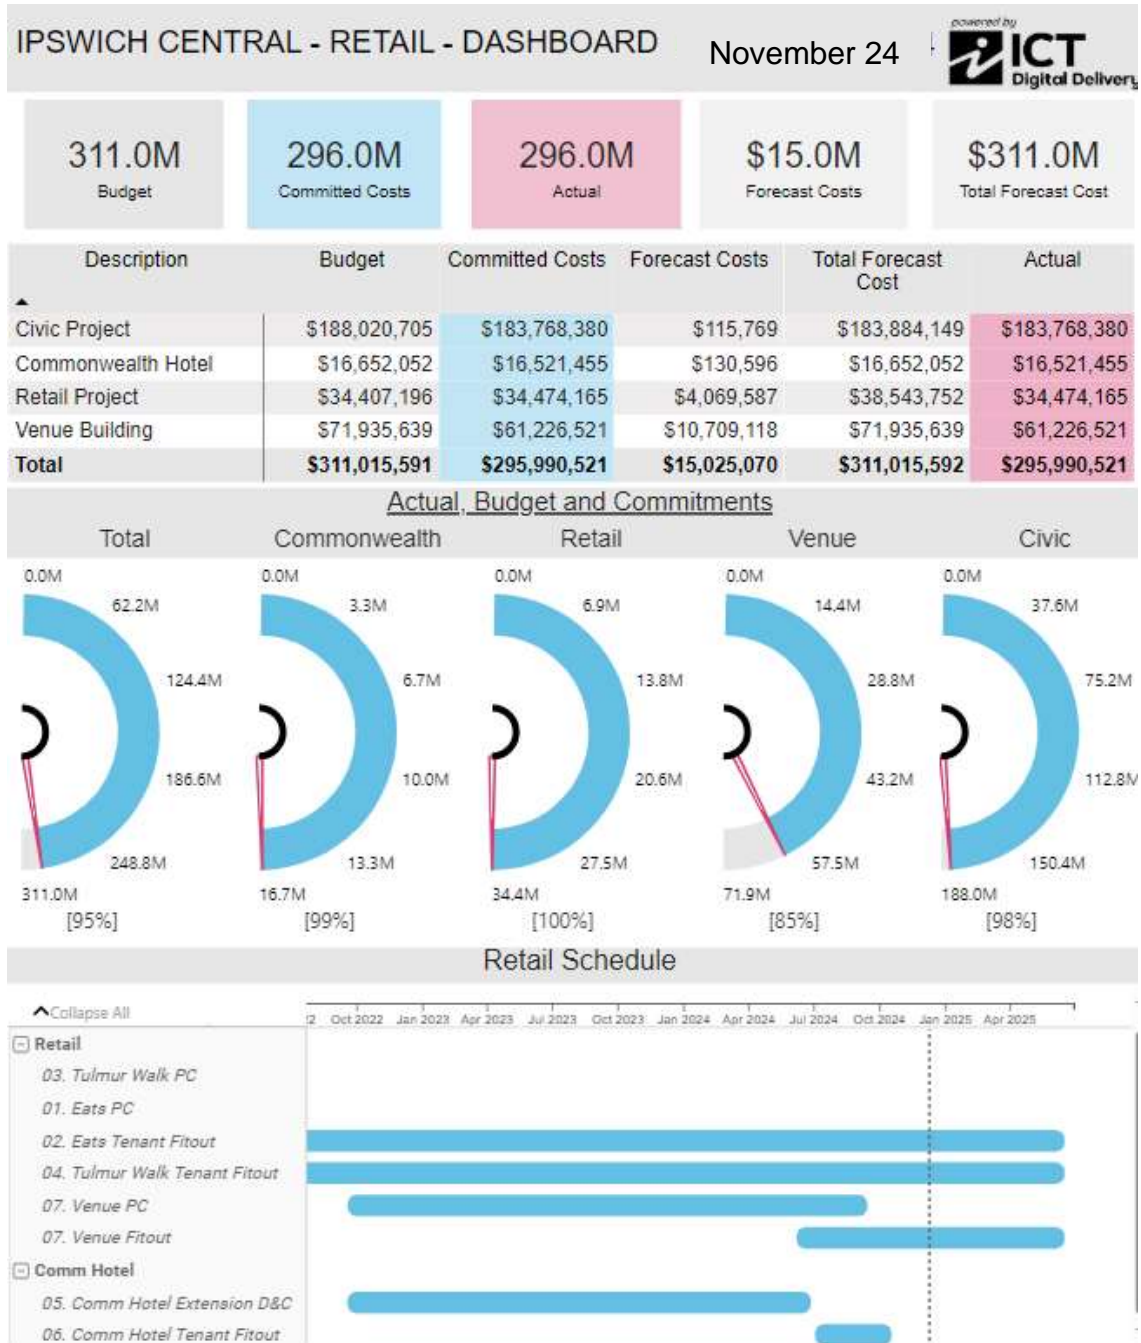 IPSWICH CENTRAL - RETAIL - DASHBOARD
November 24
powered by
ICT
Digital Delivery
311.0M
Budget
296.0M
Committed Costs
296.0M
Actual
$15.0M
Forecast Costs
$311.0M
Total Forecast Cost
Description Budget Committed Costs Forecast Costs Total Forecast Cost Actual
Civic Project $188,020,705 $183,768,380 $115,769 $183,884,149 $183,768,380
Commonwealth Hotel $16,652,052 $16,521,455 $130,596 $16,652,052 $16,521,455
Retail Project $34,407,196 $34,474,165 $4,069,587 $38,543,752 $34,474,165
Venue Building $71,935,639 $61,226,521 $10,709,118 $71,935,639 $61,226,521
Total $311,015,591 $295,990,521 $15,025,070 $311,015,592 $295,990,521
Actual, Budget and Commitments
Total Commonwealth Retail Venue Civic
0.0M 0.0M 0.0M 0.0M 0.0M
62.2M 3.3M 6.9M 14.4M 37.6M
124.4M 6.7M 13.8M 28.8M 75.2M
186.6M 10.0M 20.6M 43.2M 112.8M
248.8M 13.3M 27.5M 57.5M 150.4M
311.0M 16.7M 34.4M 71.9M 188.0M
[95%] [99%] [100%] [85%] [98%]
Retail Schedule
Collapse All
2 Oct 2022 Jan 2023 Apr 2023 Jul 2023 Oct 2023 Jan 2024 Apr 2024 Jul 2024 Oct 2024 Jan 2025 Apr 2025
Retail
03. Tulmur Walk PC
01. Eats PC
02. Eats Tenant Fitout
04. Tulmur Walk Tenant Fitout
07. Venue PC
07. Venue Fitout
Comm Hotel
05. Comm Hotel Extension D&C
06. Comm Hotel Tenant Fitout